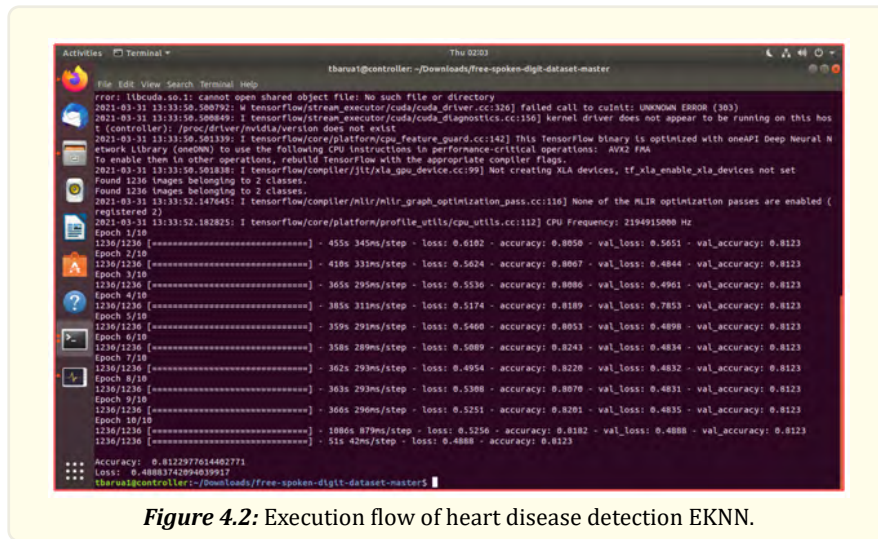 Activities Terminal Thu 02:03
tbarua1@controller: ~/Downloads/free-spoken-digit-dataset-master
File Edit View Search Terminal Help
rror: libcuda.so.1: cannot open shared object file: No such file or directory
2021-03-31 13:33:50.500792: W tensorflow/stream_executor/cuda/cuda_driver.cc:326] failed call to cuInit: UNKNOWN ERROR (303)
2021-03-31 13:33:50.500849: I tensorflow/stream_executor/cuda/cuda_diagnostics.cc:156] kernel driver does not appear to be running on this hos
t (controller): /proc/driver/nvidia/version does not exist
2021-03-31 13:33:50.501339: I tensorflow/core/platform/cpu_feature_guard.cc:142] This TensorFlow binary is optimized with oneAPI Deep Neural N
etwork Library (oneDNN) to use the following CPU instructions in performance-critical operations: AVX2 FMA
To enable them in other operations, rebuild TensorFlow with the appropriate compiler flags.
2021-03-31 13:33:50.501838: I tensorflow/compiler/jit/xla_gpu_device.cc:99] Not creating XLA devices, tf_xla_enable_xla_devices not set
Found 1236 images belonging to 2 classes.
Found 1236 images belonging to 2 classes.
2021-03-31 13:33:52.147645: I tensorflow/compiler/mlir/mlir_graph_optimization_pass.cc:116] None of the MLIR optimization passes are enabled (
registered 2)
2021-03-31 13:33:52.182825: I tensorflow/core/platform/profile_utils/cpu_utils.cc:112] CPU Frequency: 2194915000 Hz
Epoch 1/10
1236/1236 [==============================] - 455s 345ms/step - loss: 0.6102 - accuracy: 0.8050 - val_loss: 0.5651 - val_accuracy: 0.8123
Epoch 2/10
1236/1236 [==============================] - 410s 331ms/step - loss: 0.5624 - accuracy: 0.8067 - val_loss: 0.4844 - val_accuracy: 0.8123
Epoch 3/10
1236/1236 [==============================] - 365s 295ms/step - loss: 0.5536 - accuracy: 0.8086 - val_loss: 0.4961 - val_accuracy: 0.8123
Epoch 4/10
1236/1236 [==============================] - 385s 311ms/step - loss: 0.5174 - accuracy: 0.8189 - val_loss: 0.7853 - val_accuracy: 0.8123
Epoch 5/10
1236/1236 [==============================] - 359s 291ms/step - loss: 0.5460 - accuracy: 0.8053 - val_loss: 0.4898 - val_accuracy: 0.8123
Epoch 6/10
1236/1236 [==============================] - 358s 289ms/step - loss: 0.5089 - accuracy: 0.8243 - val_loss: 0.4834 - val_accuracy: 0.8123
Epoch 7/10
1236/1236 [==============================] - 362s 293ms/step - loss: 0.4954 - accuracy: 0.8220 - val_loss: 0.4832 - val_accuracy: 0.8123
Epoch 8/10
1236/1236 [==============================] - 363s 293ms/step - loss: 0.5308 - accuracy: 0.8070 - val_loss: 0.4831 - val_accuracy: 0.8123
Epoch 9/10
1236/1236 [==============================] - 366s 296ms/step - loss: 0.5251 - accuracy: 0.8201 - val_loss: 0.4835 - val_accuracy: 0.8123
Epoch 10/10
1236/1236 [==============================] - 1086s 879ms/step - loss: 0.5256 - accuracy: 0.8182 - val_loss: 0.4888 - val_accuracy: 0.8123
1236/1236 [==============================] - 51s 42ms/step - loss: 0.4888 - accuracy: 0.8123
Accuracy: 0.8122977614402771
Loss: 0.48883742094039917
tbarua1@controller:~/Downloads/free-spoken-digit-dataset-master$
Figure 4.2: Execution flow of heart disease detection EKNN.